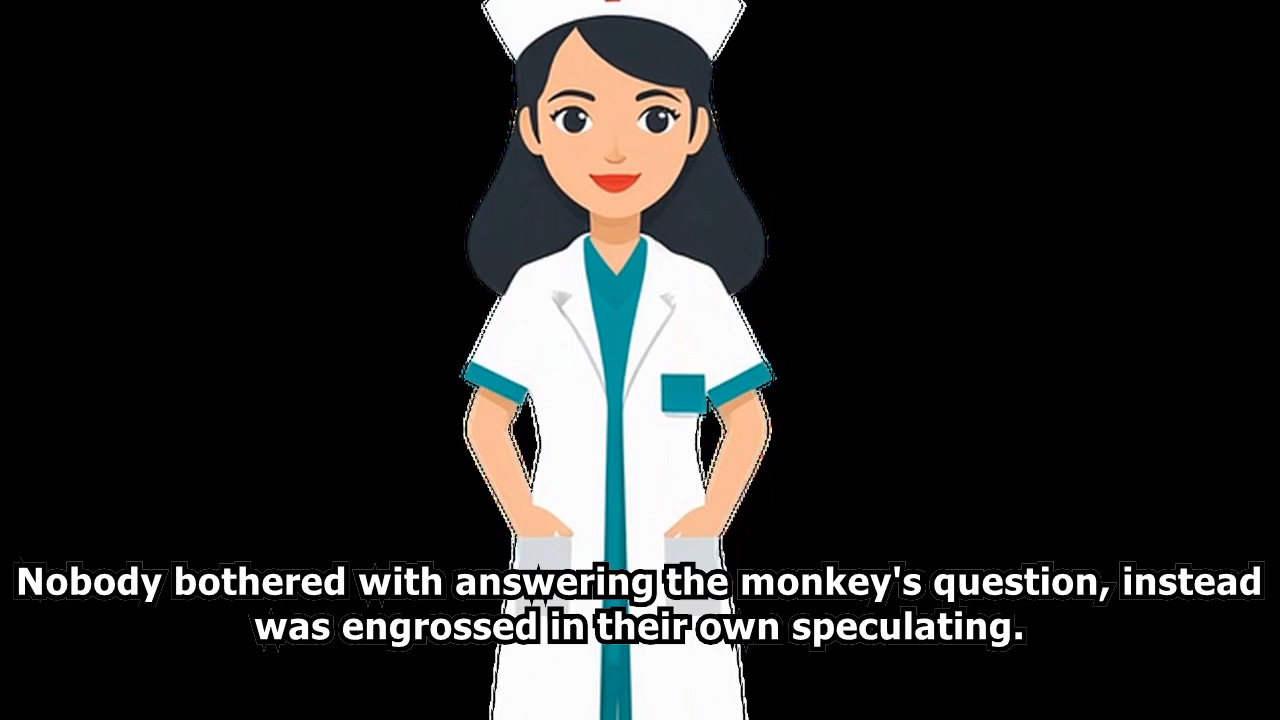 Nobody bothered with answering the monkey's question, instead
was engrossed in their own speculating.